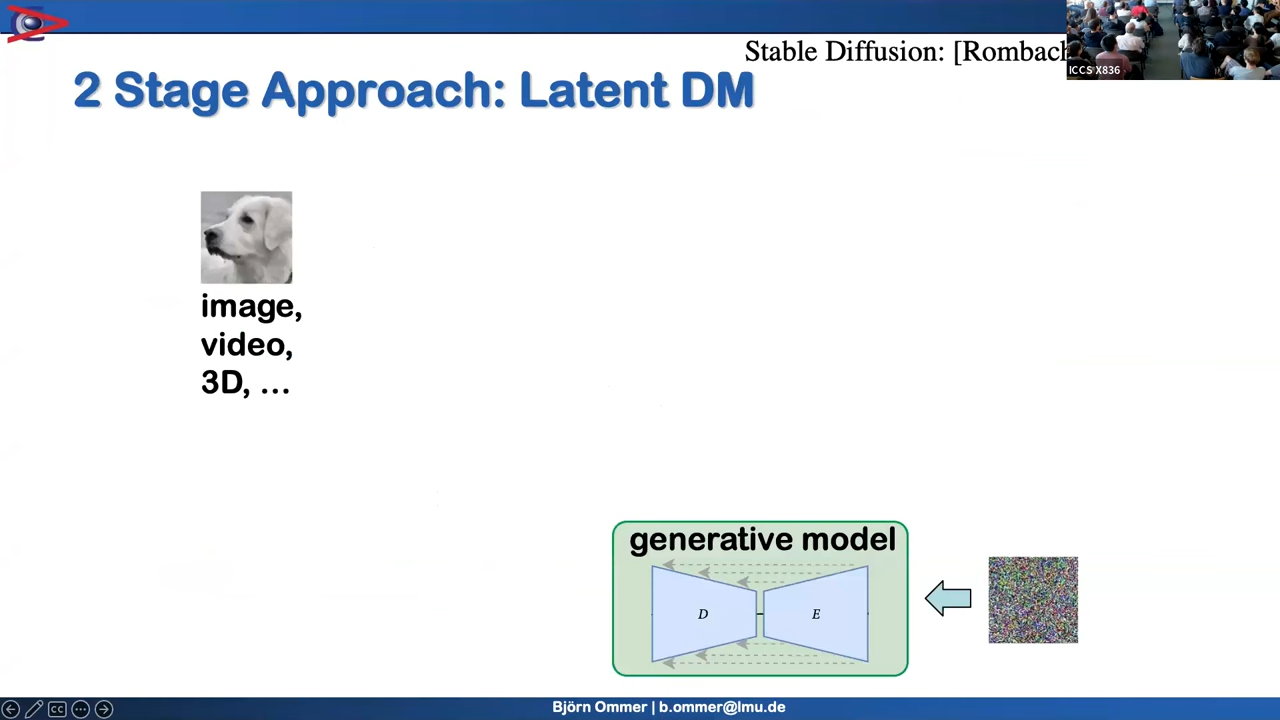 Stable Diffusion: [Rombach
ICCS X836
2 Stage Approach: Latent DM
image,
video,
3D, …
generative model
D
E
CC
Björn Ommer | b.ommer@lmu.de